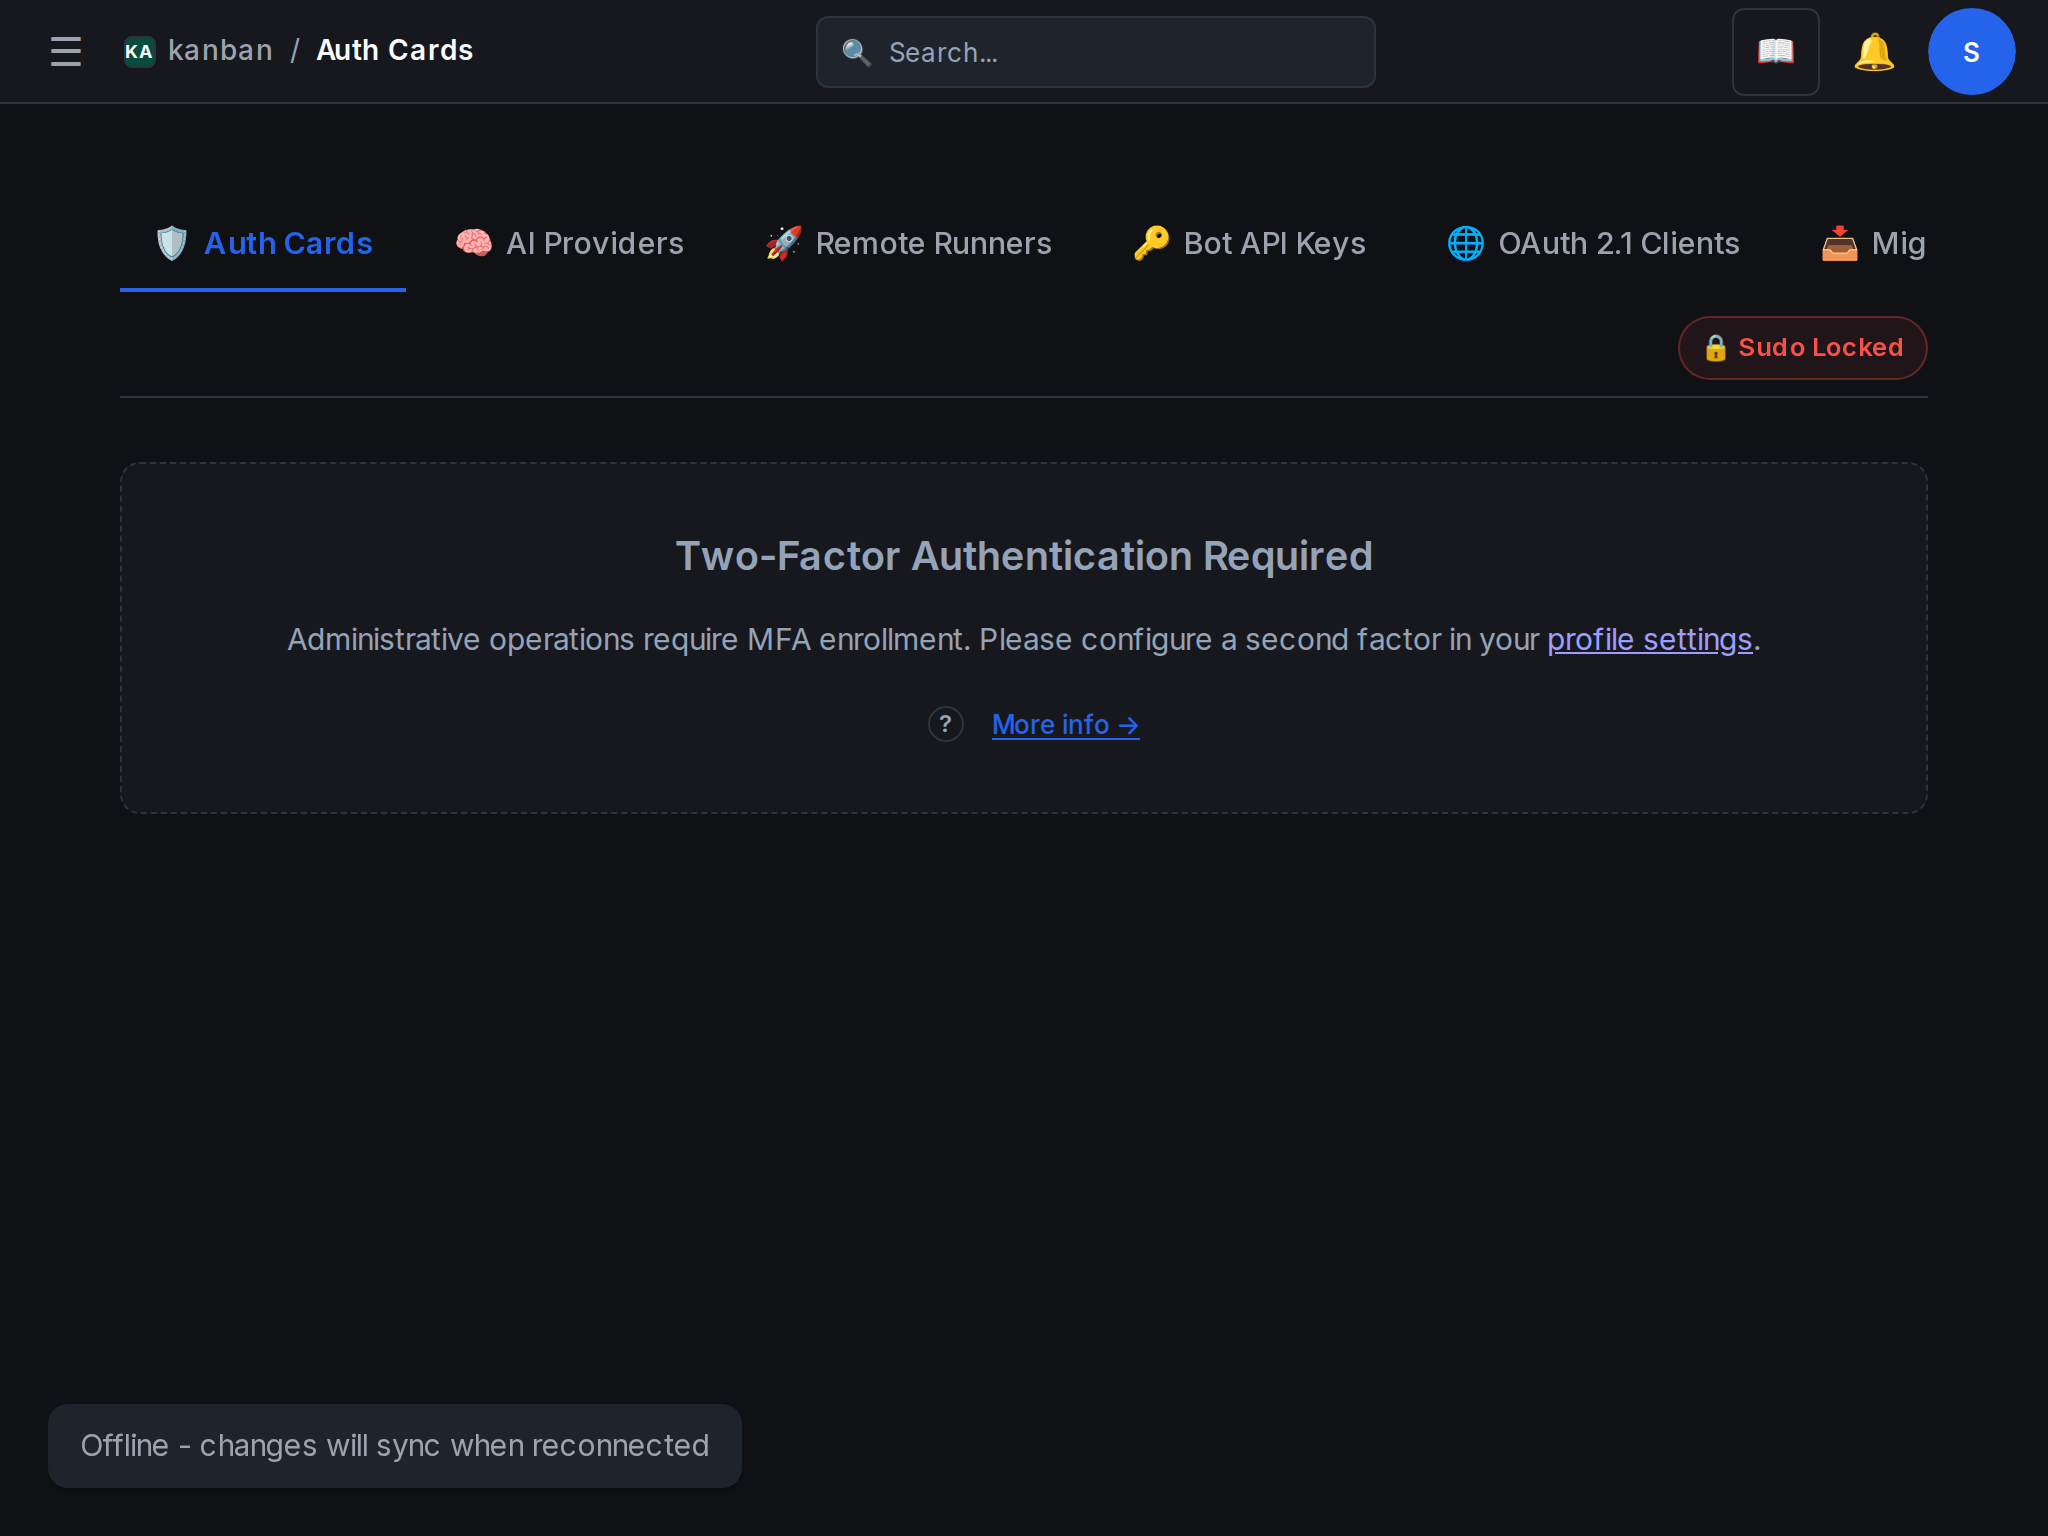 ☰ KA kanban / Auth Cards
Search...
S
Auth Cards
AI Providers
Remote Runners
Bot API Keys
OAuth 2.1 Clients
Mig
Sudo Locked
Two-Factor Authentication Required
Administrative operations require MFA enrollment. Please configure a second factor in your profile settings.
? More info →
Offline - changes will sync when reconnected